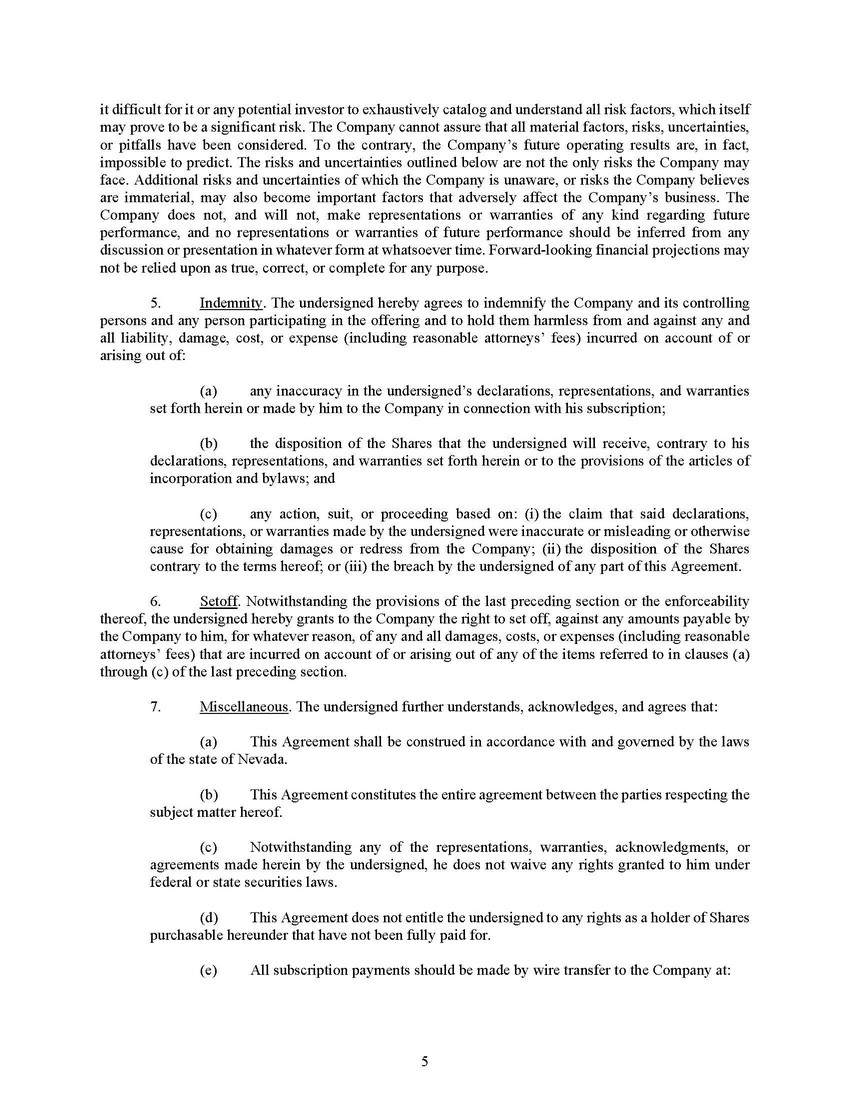 it difficult for it or any potential investor to exhaustively catalog and understand all risk factors, which itself
may prove to be a significant risk. The Company cannot assure that all material factors, risks, uncertainties,
or pitfalls have been considered. To the contrary, the Company’s future operating results are, in fact,
impossible to predict. The risks and uncertainties outlined below are not the only risks the Company may
face. Additional risks and uncertainties of which the Company is unaware, or risks the Company believes
are immaterial, may also become important factors that adversely affect the Company’s business. The
Company does not, and will not, make representations or warranties of any kind regarding future
performance, and no representations or warranties of future performance should be inferred from any
discussion or presentation in whatever form at whatsoever time. Forward-looking financial projections may
not be relied upon as true, correct, or complete for any purpose.
5. Indemnity. The undersigned hereby agrees to indemnify the Company and its controlling
persons and any person participating in the offering and to hold them harmless from and against any and
all liability, damage, cost, or expense (including reasonable attorneys’ fees) incurred on account of or
arising out of:
(a) any inaccuracy in the undersigned’s declarations, representations, and warranties
set forth herein or made by him to the Company in connection with his subscription;
(b) the disposition of the Shares that the undersigned will receive, contrary to his
declarations, representations, and warranties set forth herein or to the provisions of the articles of
incorporation and bylaws; and
(c) any action, suit, or proceeding based on: (i) the claim that said declarations,
representations, or warranties made by the undersigned were inaccurate or misleading or otherwise
cause for obtaining damages or redress from the Company; (ii) the disposition of the Shares
contrary to the terms hereof; or (iii) the breach by the undersigned of any part of this Agreement.
6. Setoff. Notwithstanding the provisions of the last preceding section or the enforceability
thereof, the undersigned hereby grants to the Company the right to set off, against any amounts payable by
the Company to him, for whatever reason, of any and all damages, costs, or expenses (including reasonable
attorneys’ fees) that are incurred on account of or arising out of any of the items referred to in clauses (a)
through (c) of the last preceding section.
7. Miscellaneous. The undersigned further understands, acknowledges, and agrees that:
(a) This Agreement shall be construed in accordance with and governed by the laws
of the state of Nevada.
(b) This Agreement constitutes the entire agreement between the parties respecting the
subject matter hereof.
(c) Notwithstanding any of the representations, warranties, acknowledgments, or
agreements made herein by the undersigned, he does not waive any rights granted to him under
federal or state securities laws.
(d) This Agreement does not entitle the undersigned to any rights as a holder of Shares
purchasable hereunder that have not been fully paid for.
(e) All subscription payments should be made by wire transfer to the Company at:
5